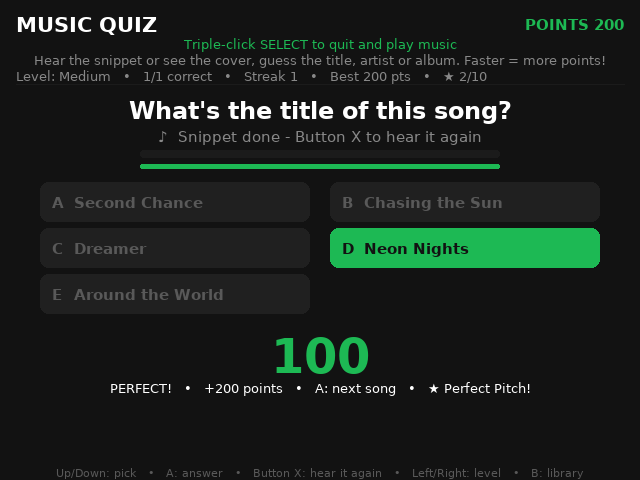 MUSIC QUIZ
POINTS 200
Triple-click SELECT to quit and play music
Hear the snippet or see the cover, guess the title, artist or album. Faster = more points!
Level: Medium • 1/1 correct • Streak 1 • Best 200 pts • ★ 2/10
What's the title of this song?
♪ Snippet done - Button X to hear it again
A Second Chance
B Chasing the Sun
C Dreamer
D Neon Nights
E Around the World
100
PERFECT! • +200 points • A: next song • ★ Perfect Pitch!
Up/Down: pick • A: answer • Button X: hear it again • Left/Right: level • B: library